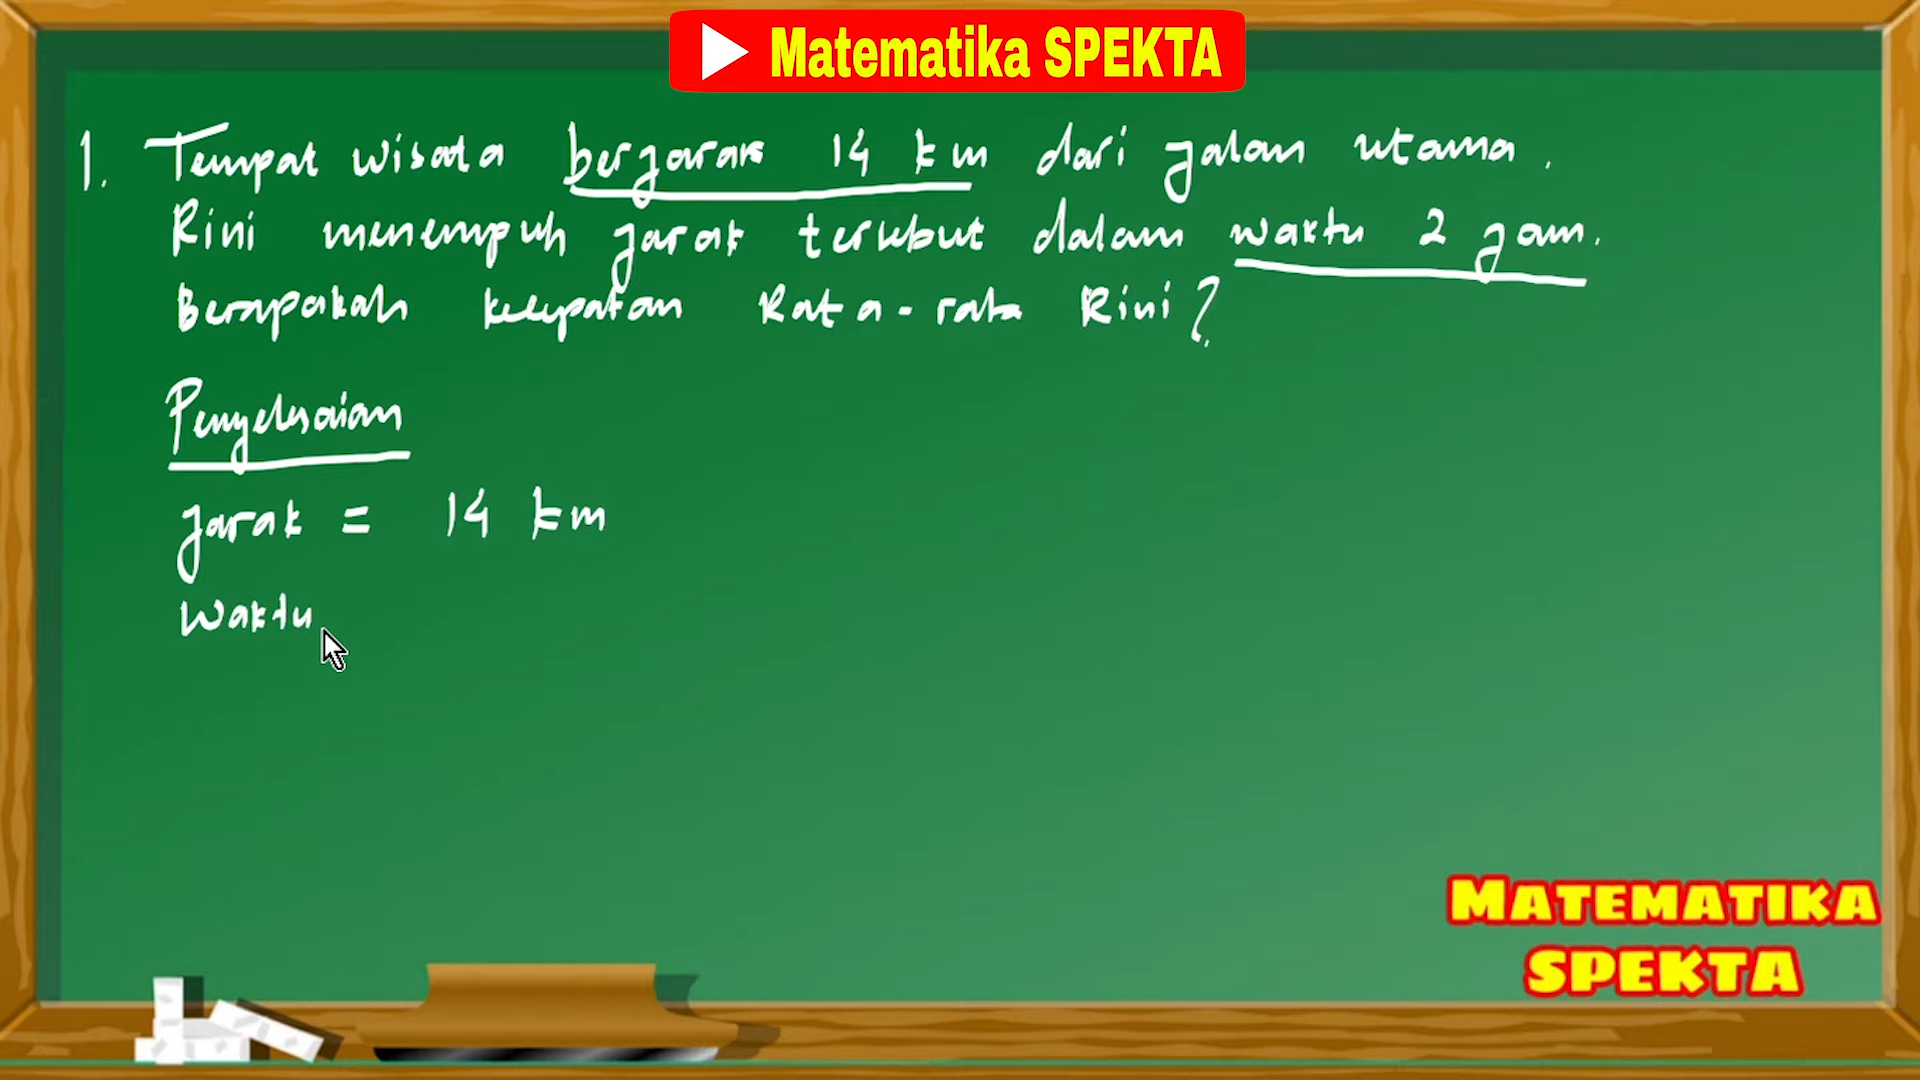 Matematika SPEKTA
1. Tempat wisata berjarak 14 km dari jalan utama.
Rini menempuh jarak tersebut dalam waktu 2 jam.
Berapakah kecepatan Rata-rata Rini?
Penyelesaian
Jarak = 14 km
Waktu
MATEMATIKA
SPEKTA